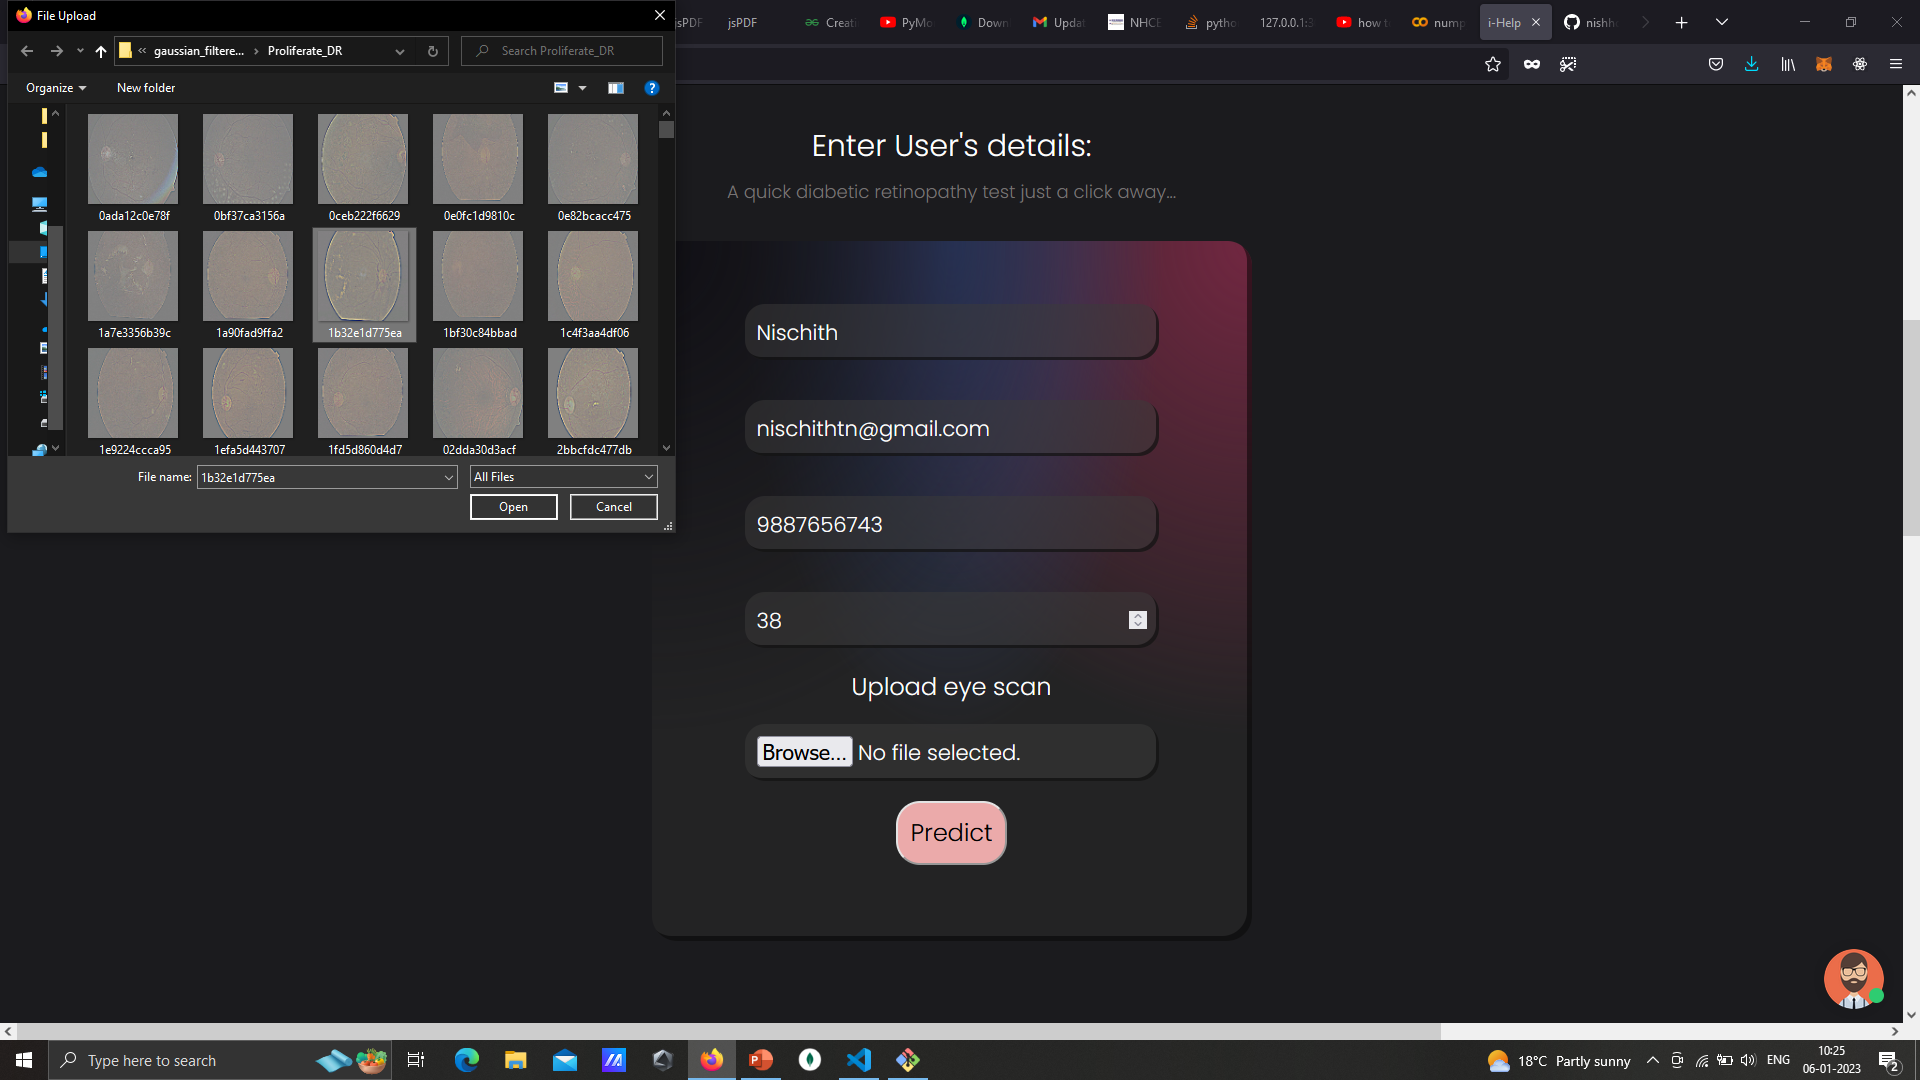 File Upload
jsPDF
jsPDF
Creati
PyMo
Down
Updat
NHCE
pytho
127.0.0.1:3
how t
nump
i-Help
nishh
gaussian_filtere...
Proliferate_DR
Search Proliferate_DR
Organize
New folder
0ada12c0e78f
0bf37ca3156a
0ceb222f6629
0e0fc1d9810c
0e82bcacc475
1a7e3356b39c
1a90fad9ffa2
1b32e1d775ea
1bf30c84bbad
1c4f3aa4df06
1e9224ccca95
1efa5d443707
1fd5d860d4d7
02dda30d3acf
2bbcfdc477db
File name:
1b32e1d775ea
All Files
Open
Cancel
Enter User's details:
A quick diabetic retinopathy test just a click away...
Nischith
nischithtn@gmail.com
9887656743
38
Upload eye scan
Browse... No file selected.
Predict
Type here to search
18°C Partly sunny
ENG
10:25
06-01-2023
2